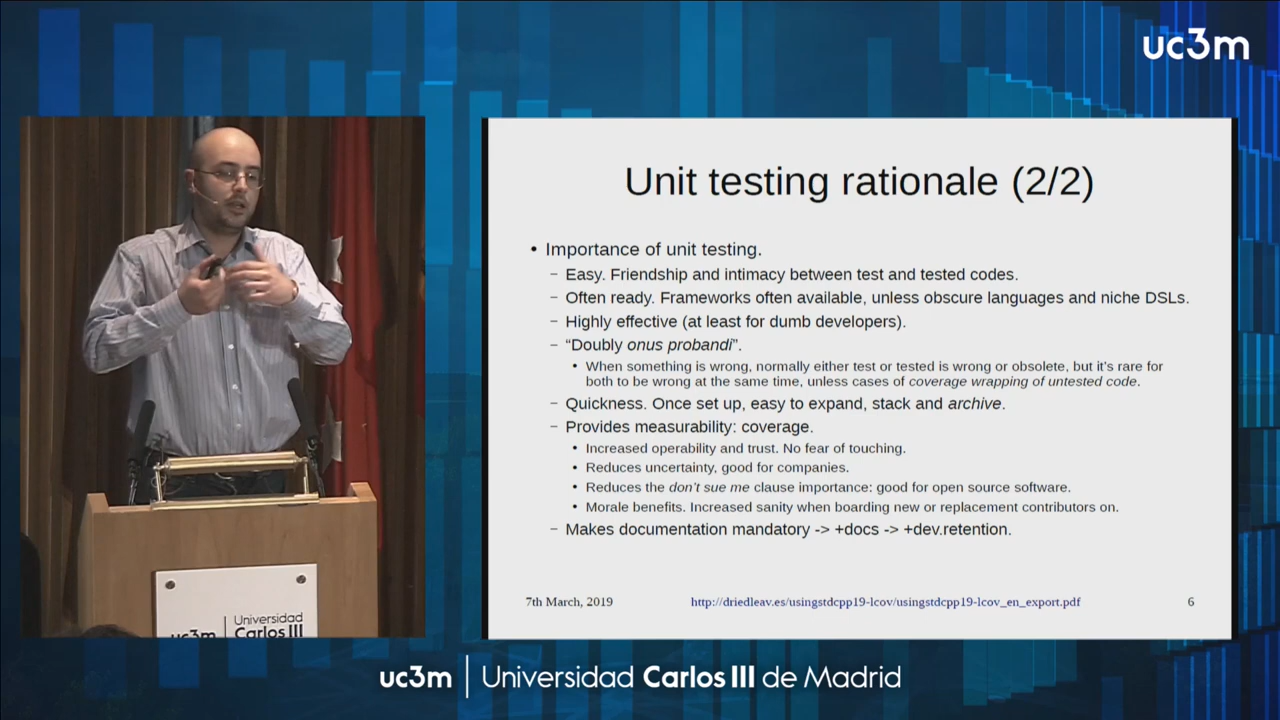 uc3m
Unit testing rationale (2/2)
• Importance of unit testing.
– Easy. Friendship and intimacy between test and tested codes.
– Often ready. Frameworks often available, unless obscure languages and niche DSLs.
– Highly effective (at least for dumb developers).
– “Doubly onus probandi”.
• When something is wrong, normally either test or tested is wrong or obsolete, but it’s rare for
both to be wrong at the same time, unless cases of coverage wrapping of untested code.
– Quickness. Once set up, easy to expand, stack and archive.
– Provides measurability: coverage.
• Increased operability and trust. No fear of touching.
• Reduces uncertainty, good for companies.
• Reduces the don’t sue me clause importance: good for open source software.
• Morale benefits. Increased sanity when boarding new or replacement contributors on.
– Makes documentation mandatory -> +docs -> +dev.retention.
7th March, 2019
http://driedleav.es/usingstdcpp19-lcov/usingstdcpp19-lcov_en_export.pdf
6
uc3m
Universidad
Carlos III
uc3m | Universidad Carlos III de Madrid